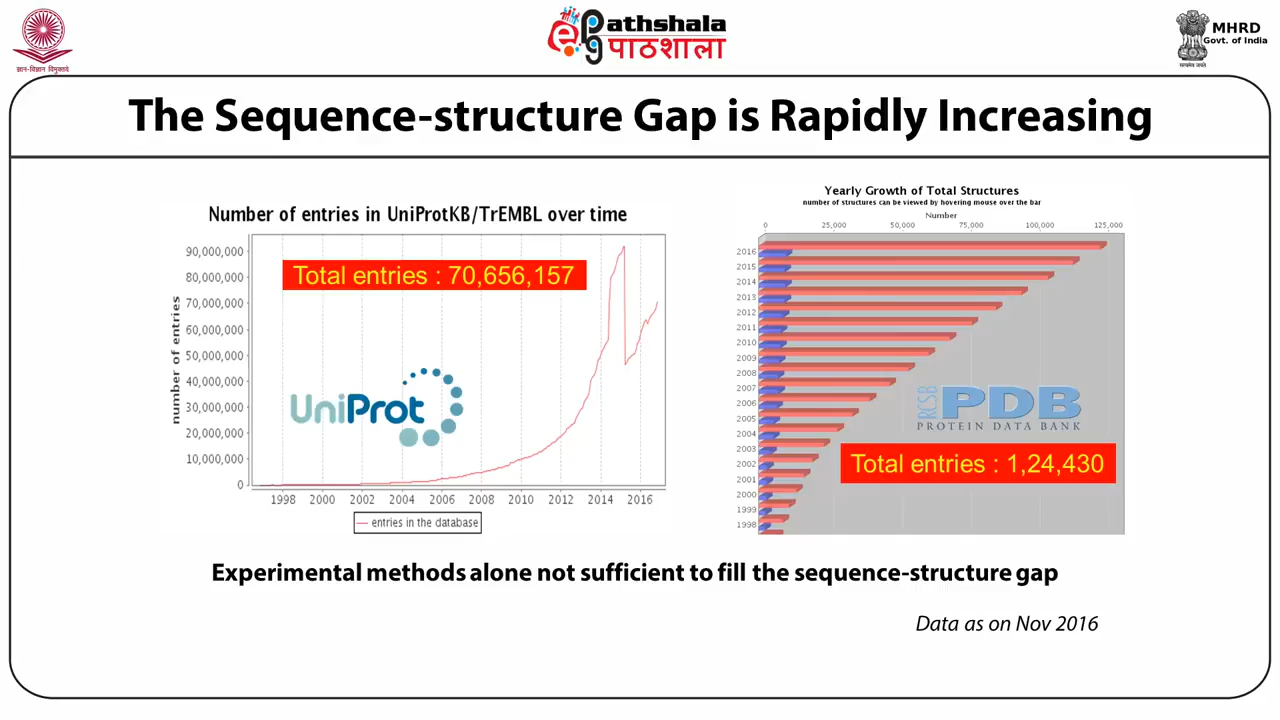 ज्ञान-विज्ञान विमुक्तये
ePg Pathshala
पाठशाला
सत्यमेव जयते
MHRD
Govt. of India
The Sequence-structure Gap is Rapidly Increasing
Number of entries in UniProtKB/TrEMBL over time
number of entries
90,000,000
80,000,000
70,000,000
60,000,000
50,000,000
40,000,000
30,000,000
20,000,000
10,000,000
0
Total entries : 70,656,157
UniProt
1998 2000 2002 2004 2006 2008 2010 2012 2014 2016
entries in the database
Yearly Growth of Total Structures
number of structures can be viewed by hovering mouse over the bar
Number
0 25,000 50,000 75,000 100,000 125,000
2016
2015
2014
2013
2012
2011
2010
2009
2008
2007
2006
2005
2004
2003
2002
2001
2000
1999
1998
RCSB
PDB
PROTEIN DATA BANK
Total entries : 1,24,430
Experimental methods alone not sufficient to fill the sequence-structure gap
Data as on Nov 2016